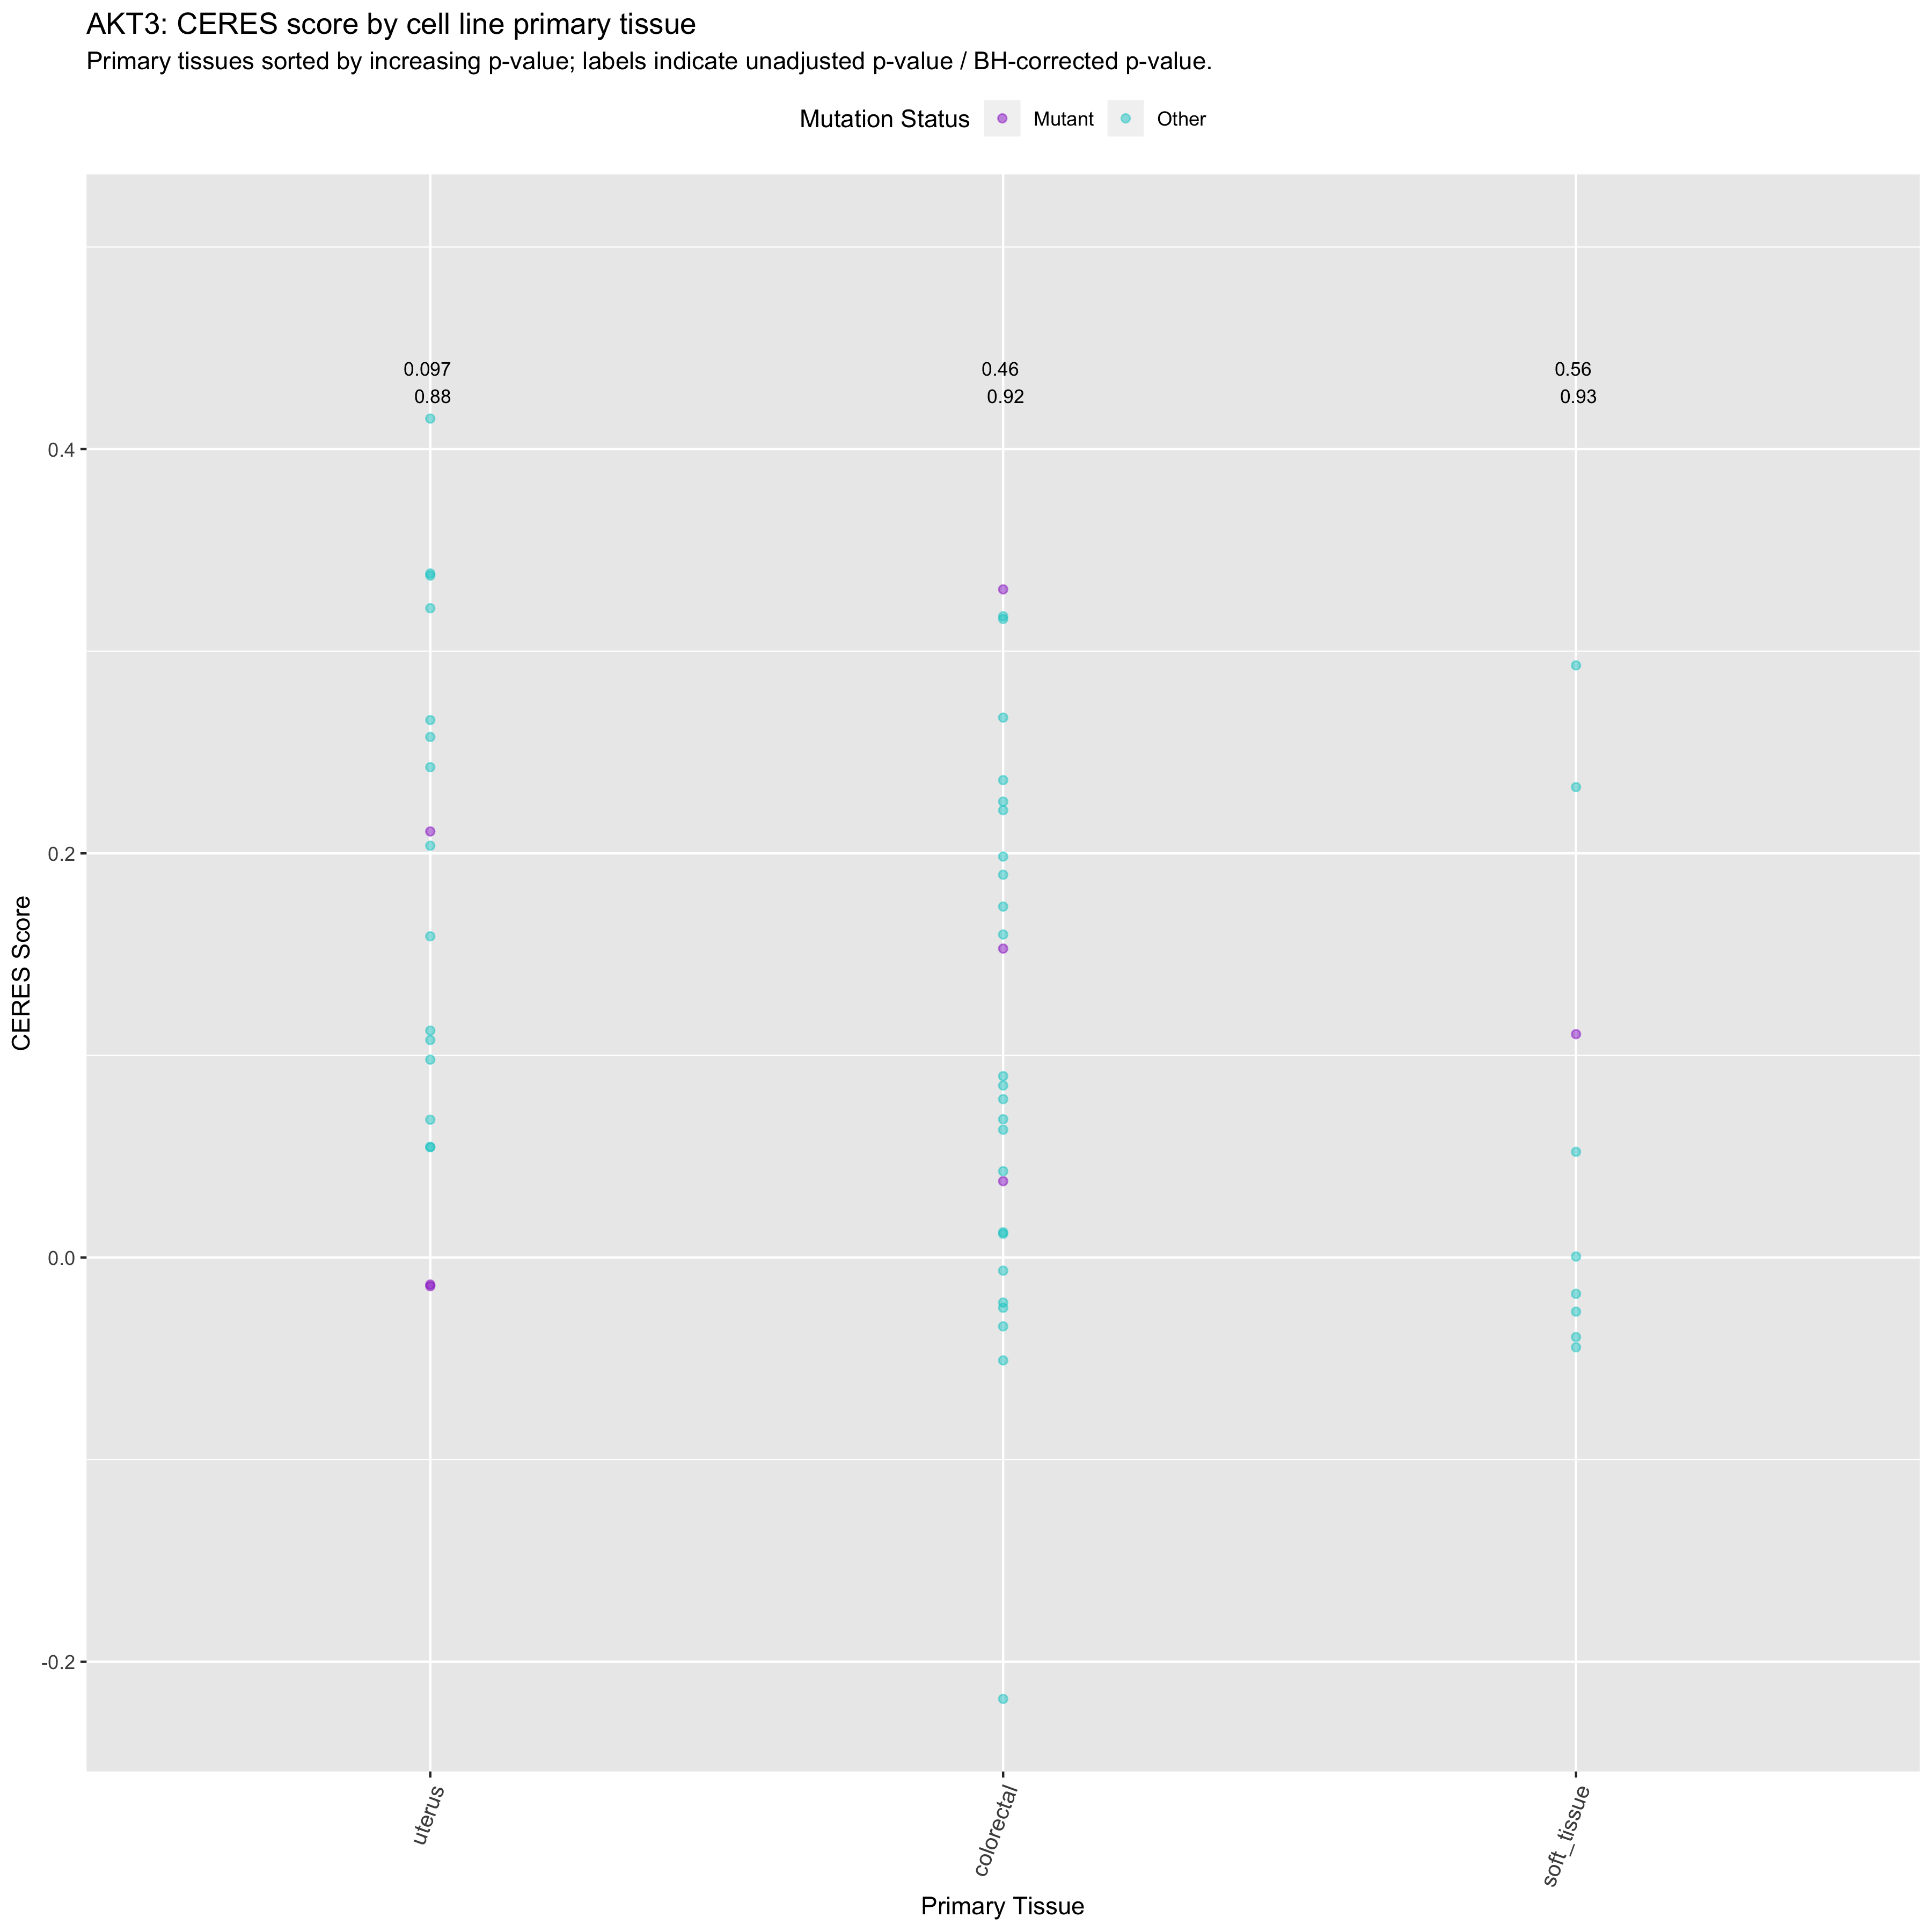 AKT3: CERES score by cell line primary tissue
Primary tissues sorted by increasing p-value; labels indicate unadjusted p-value / BH-corrected p-value.
Mutation Status Mutant Other
0.097 0.46 0.56
0.88 0.92 0.93
0.4
0.2
0.0
-0.2
CERES Score
uterus colorectal soft_tissue
Primary Tissue